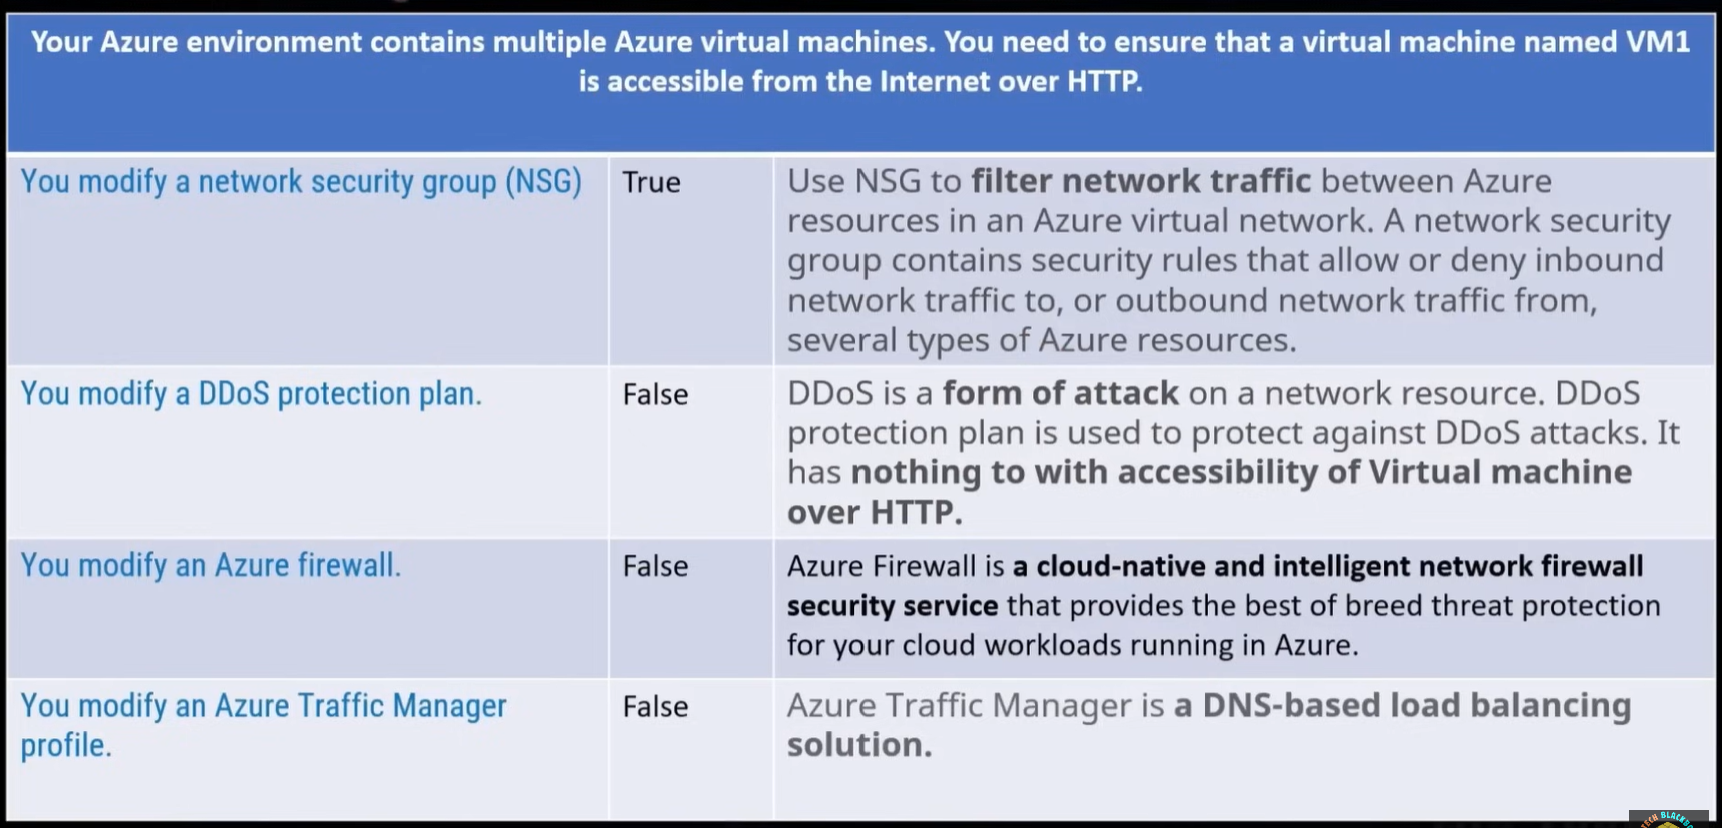 Your Azure environment contains multiple Azure virtual machines. You need to ensure that a virtual machine named VM1
is accessible from the Internet over HTTP.
You modify a network security group (NSG)
True
Use NSG to filter network traffic between Azure
resources in an Azure virtual network. A network security
group contains security rules that allow or deny inbound
network traffic to, or outbound network traffic from,
several types of Azure resources.
You modify a DDoS protection plan.
False
DDoS is a form of attack on a network resource. DDoS
protection plan is used to protect against DDoS attacks. It
has nothing to with accessibility of Virtual machine
over HTTP.
You modify an Azure firewall.
False
Azure Firewall is a cloud-native and intelligent network firewall
security service that provides the best of breed threat protection
for your cloud workloads running in Azure.
You modify an Azure Traffic Manager
profile.
False
Azure Traffic Manager is a DNS-based load balancing
solution.